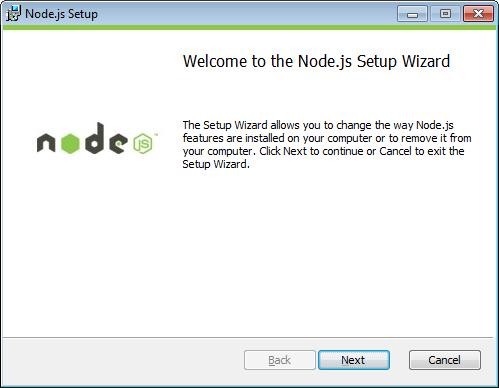 Node.js Setup
Welcome to the Node.js Setup Wizard
node JS™
The Setup Wizard allows you to change the way Node.js
features are installed on your computer or to remove it from
your computer. Click Next to continue or Cancel to exit the
Setup Wizard.
Back
Next
Cancel